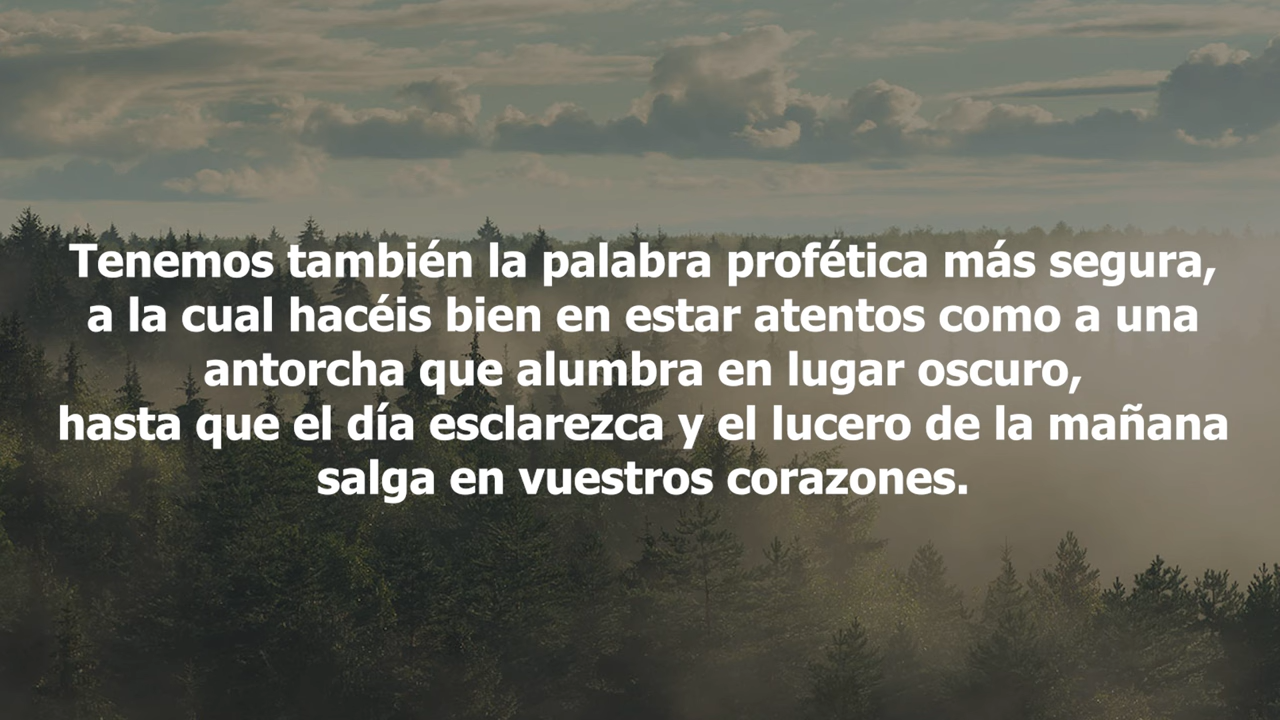 Tenemos también la palabra profética más segura,
a la cual hacéis bien en estar atentos como a una
antorcha que alumbra en lugar oscuro,
hasta que el día esclarezca y el lucero de la mañana
salga en vuestros corazones.